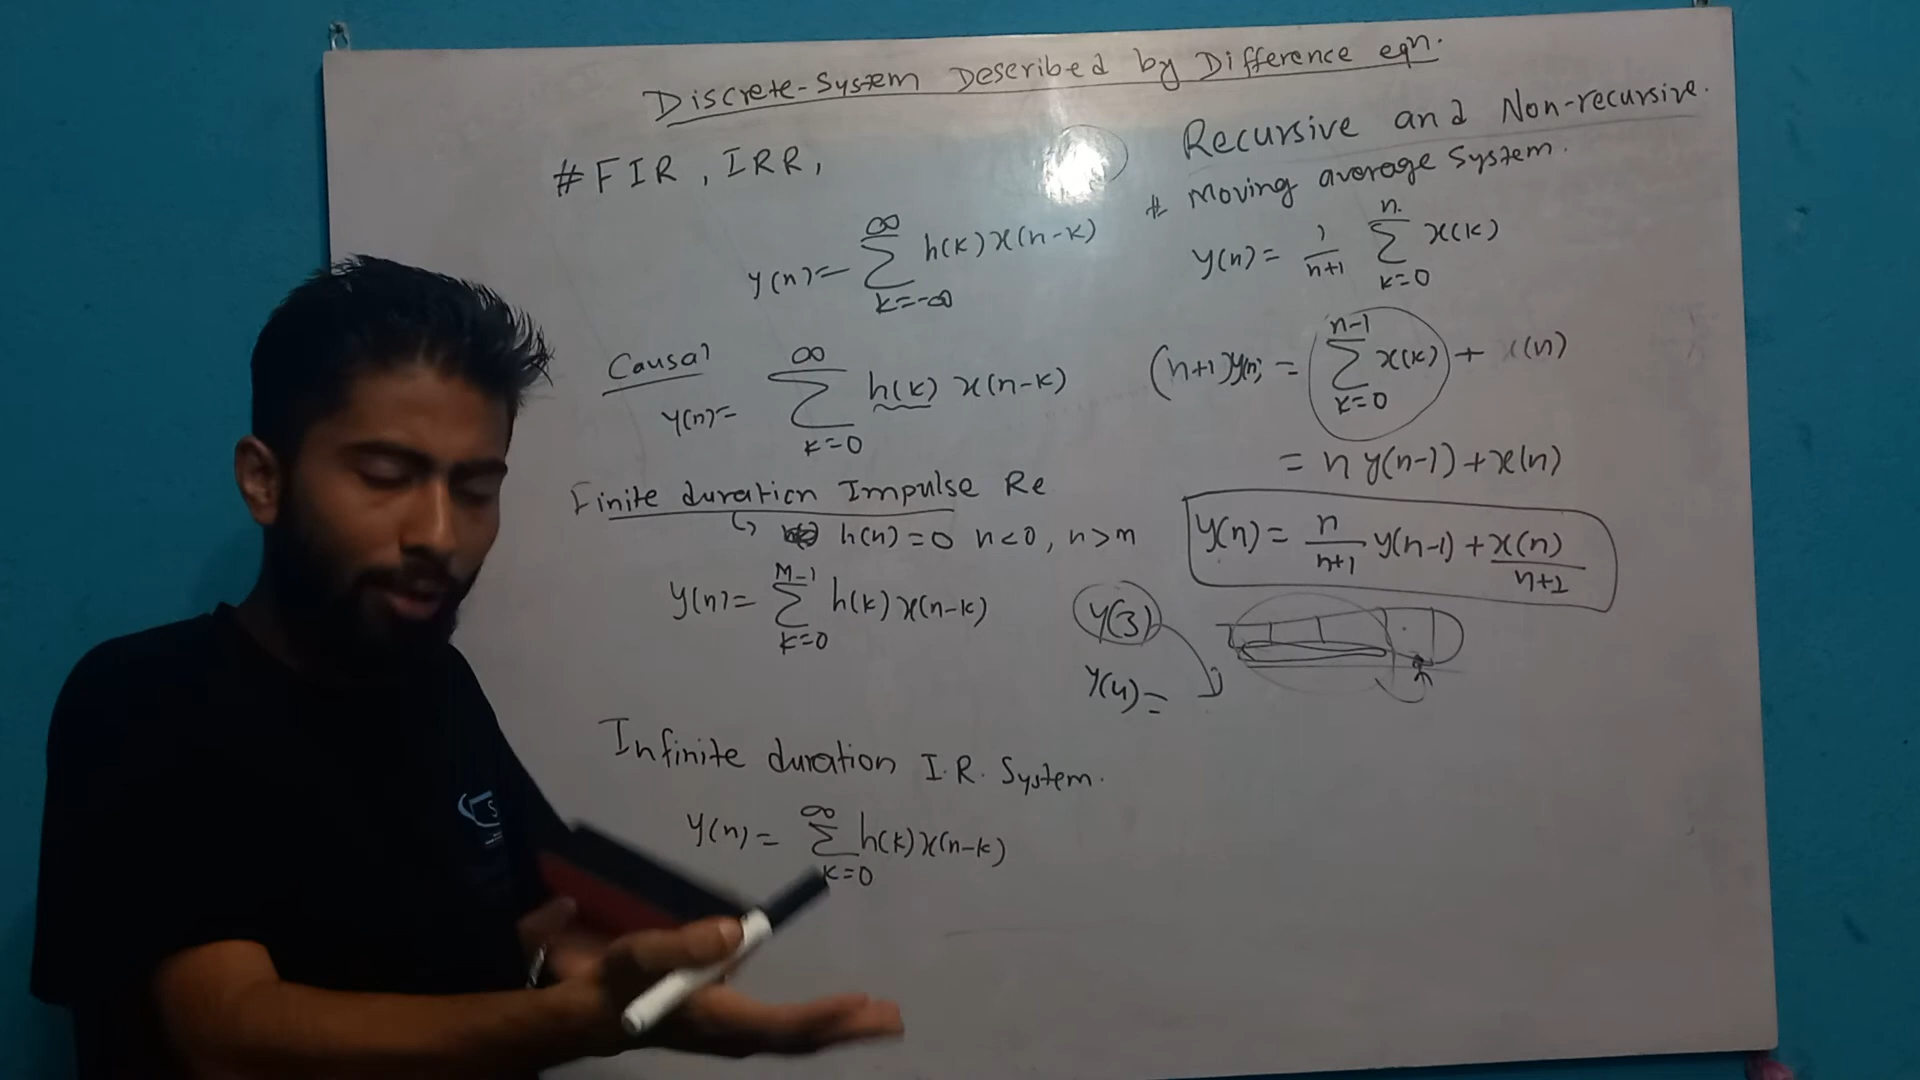 Discrete-System Described by Difference eqn.
# FIR, IRR,
y(n) = ∞ Σ k=-∞ h(k) x(n-k)
Causal
y(n) = ∞ Σ k=0 h(k) x(n-k)
Finite duration Impulse Re
h(n) = 0 n<0, n>m
y(n) = M-1 Σ k=0 h(k) x(n-k)
Infinite duration I.R. System.
y(n) = ∞ Σ k=0 h(k) x(n-k)
Recursive and Non-recursive.
# Moving average System.
y(n) = 1/n+1 n Σ k=0 x(k)
(n+1)y(n) = n-1 Σ k=0 x(k) + x(n)
= n y(n-1) + x(n)
y(n) = n/n+1 y(n-1) + x(n)/n+1
y(3)
y(4) =